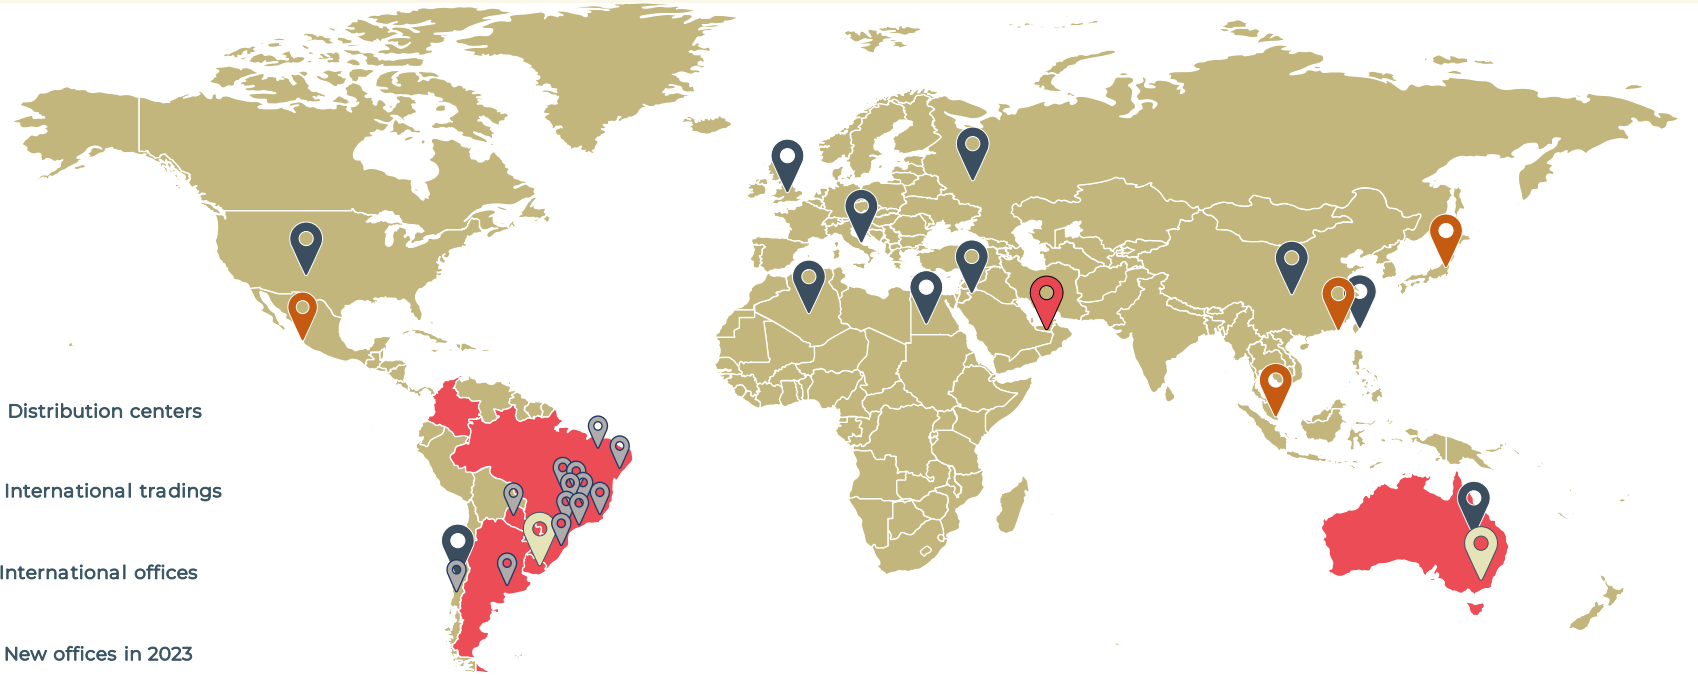 Distribution centers
International tradings
International offices
New offices in 2023